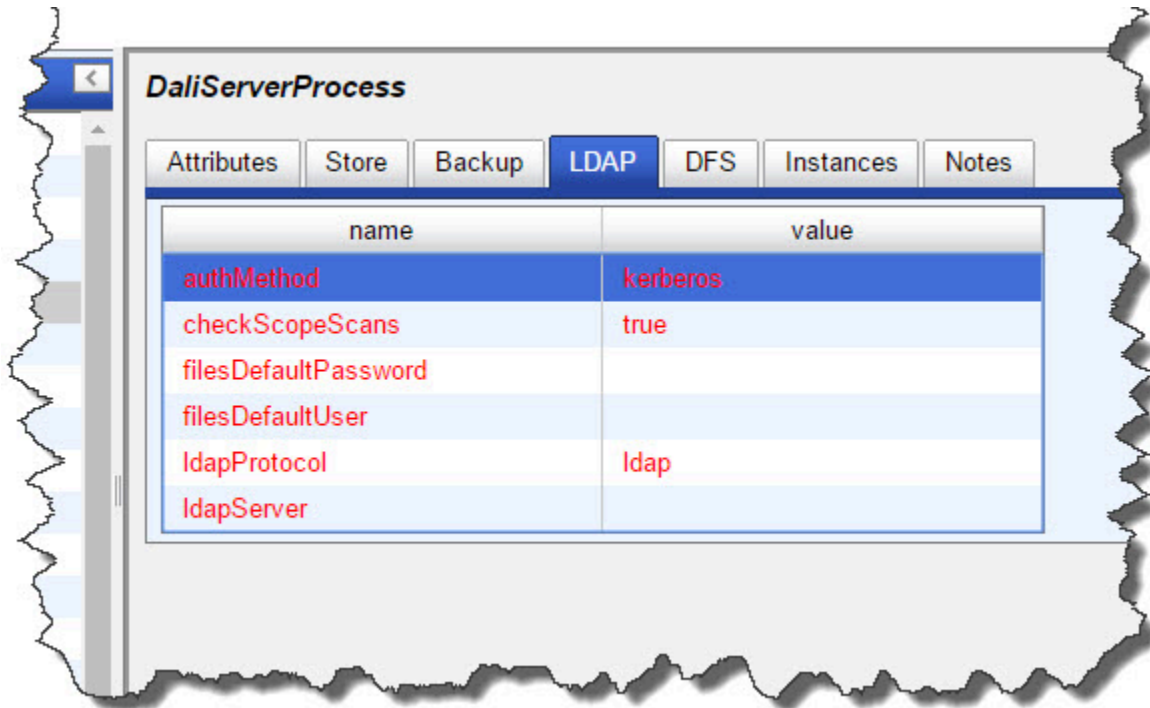 DaliServerProcess
Attributes Store Backup LDAP DFS Instances Notes
name value
authMethod kerberos
checkScopeScans true
filesDefaultPassword
filesDefaultUser
ldapProtocol ldap
ldapServer